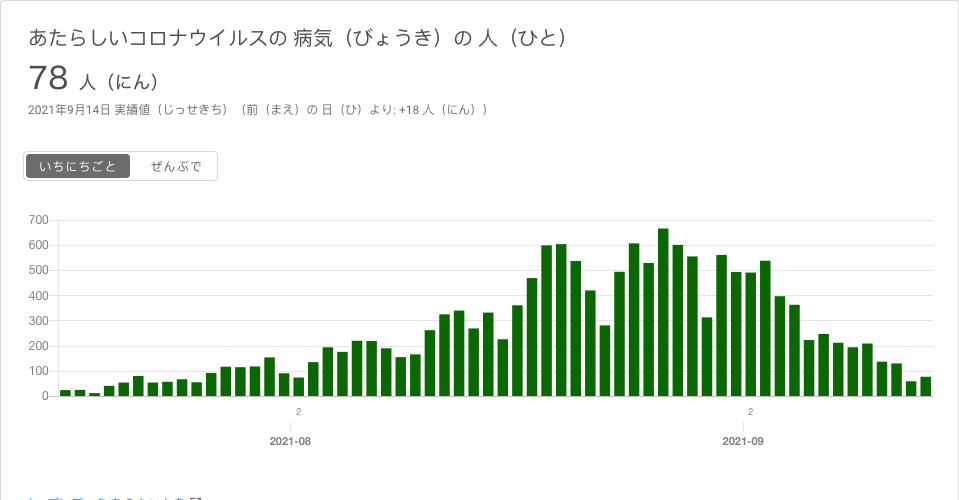 あたらしいコロナウイルスの 病気（びょうき）の 人（ひと）
78 人（にん）
2021年9月14日 実績値（じっせきち）（前（まえ）の 日（ひ）より: +18 人（にん））
いちにちごと ぜんぶで
700
600
500
400
300
200
100
0
2 2
2021-08 2021-09